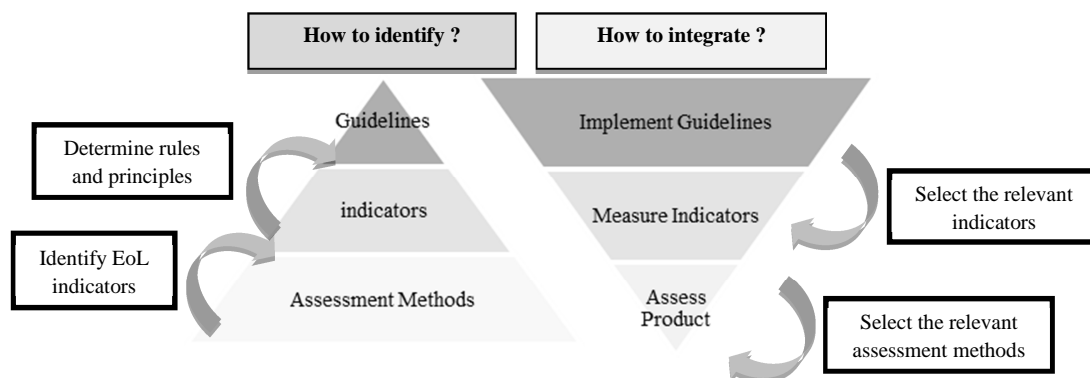 How to identify ?
How to integrate ?
Guidelines
Implement Guidelines
Determine rules
and principles
indicators
Measure Indicators
Select the relevant
indicators
Identify EoL
indicators
Assessment Methods
Assess
Product
Select the relevant
assessment methods